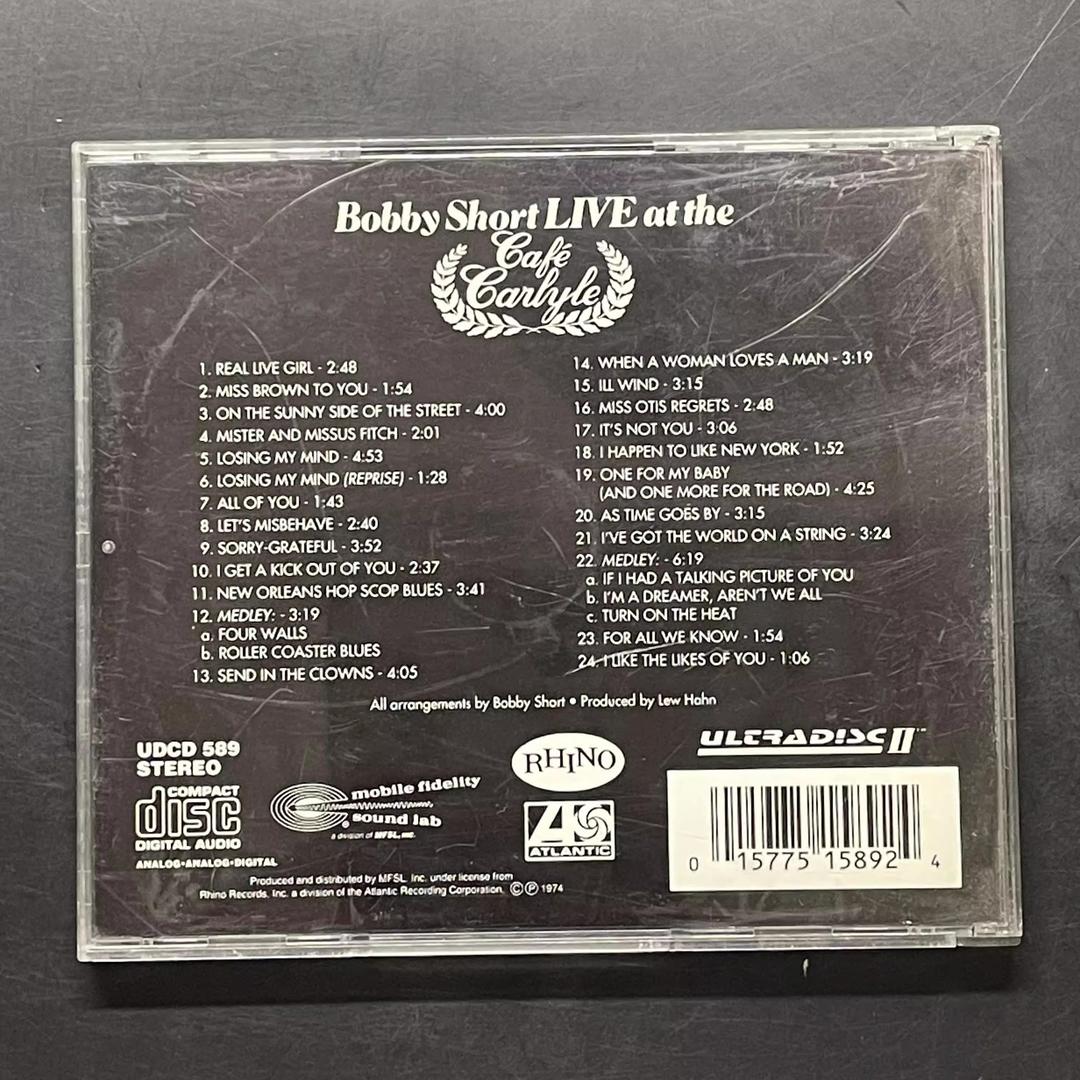 Bobby Short LIVE at the
Café
Carlyle
1. REAL LIVE GIRL - 2:48
2. MISS BROWN TO YOU - 1:54
3. ON THE SUNNY SIDE OF THE STREET - 4:00
4. MISTER AND MISSUS FITCH - 2:01
5. LOSING MY MIND - 4:53
6. LOSING MY MIND (REPRISE) - 1:28
7. ALL OF YOU - 1:43
8. LET'S MISBEHAVE - 2:40
9. SORRY-GRATEFUL - 3:52
10. I GET A KICK OUT OF YOU - 2:37
11. NEW ORLEANS HOP SCOP BLUES - 3:41
12. MEDLEY: - 3:19
a. FOUR WALLS
b. ROLLER COASTER BLUES
13. SEND IN THE CLOWNS - 4:05
14. WHEN A WOMAN LOVES A MAN - 3:19
15. ILL WIND - 3:15
16. MISS OTIS REGRETS - 2:48
17. IT'S NOT YOU - 3:06
18. I HAPPEN TO LIKE NEW YORK - 1:52
19. ONE FOR MY BABY
(AND ONE MORE FOR THE ROAD) - 4:25
20. AS TIME GOES BY - 3:15
21. I'VE GOT THE WORLD ON A STRING - 3:24
22. MEDLEY: - 6:19
a. IF I HAD A TALKING PICTURE OF YOU
b. I'M A DREAMER, AREN'T WE ALL
c. TURN ON THE HEAT
23. FOR ALL WE KNOW - 1:54
24. I LIKE THE LIKES OF YOU - 1:06
All arrangements by Bobby Short • Produced by Lew Hahn
UDCD 589
STEREO
COMPACT
disc
DIGITAL AUDIO
ANALOG•ANALOG•DIGITAL
mobile fidelity
sound lab
a division of MFSL, INC.
RHINO
ATLANTIC
ULTRADISC II™
0 15775 15892 4
Produced and distributed by MFSL, Inc. under license from
Rhino Records, Inc. a division of the Atlantic Recording Corporation. ©℗ 1974